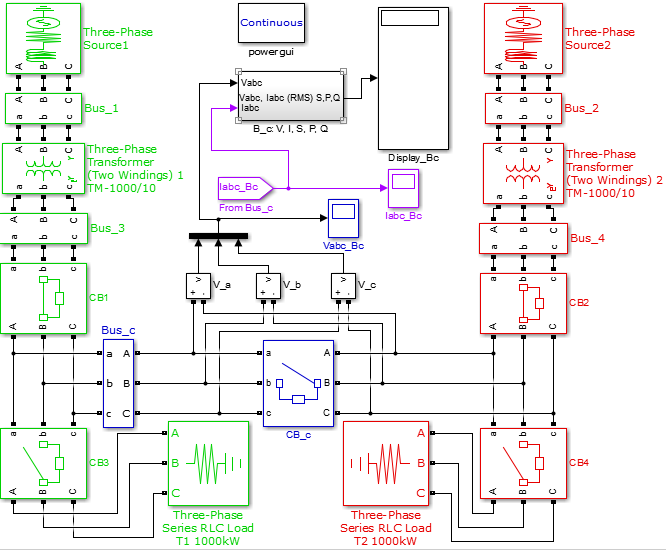 Three-Phase
Source1
A B C
A B C
a b c
Bus_1
A B C
a b c
Three-Phase
Transformer
(Two Windings) 1
TM-1000/10
Y
A B C
a b c
Bus_3
a b c
A B C
CB1
Continuous
powergui
Vabc
Vabc, Iabc (RMS) S,P,Q
Iabc
B_c: V, I, S, P, Q
Display_Bc
Iabc_Bc
From Bus_c
Iabc_Bc
Vabc_Bc
V_a
V_b
V_c
v
+ -
v
+ -
v
+ -
Three-Phase
Source2
A B C
A B C
a b c
Bus_2
A B C
a b c
Three-Phase
Transformer
(Two Windings) 2
TM-1000/10
Y
A B C
a b c
Bus_4
a b c
A B C
CB2
Bus_c
a A
b B
c C
a A
b B
c C
CB_c
a b c
A B C
CB3
A
B
C
Three-Phase
Series RLC Load
T1 1000kW
A
B
C
Three-Phase
Series RLC Load
T2 1000kW
a b c
A B C
CB4